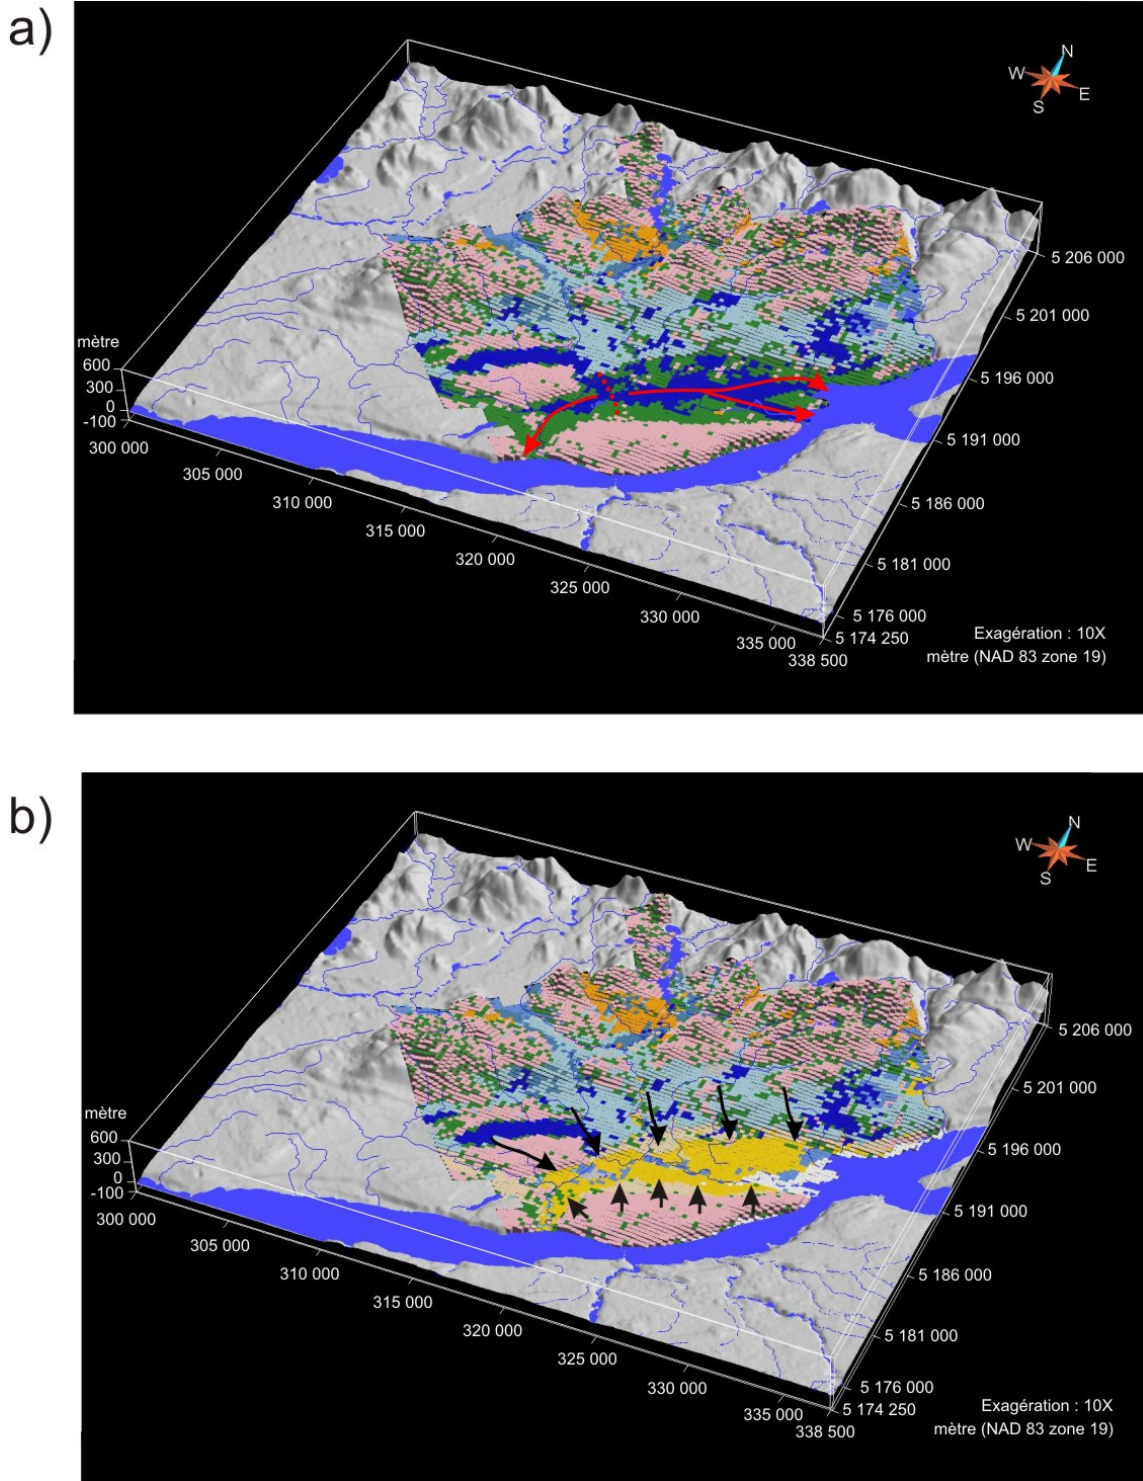 a)
N
W
E
S
5 206 000
5 201 000
5 196 000
5 191 000
5 186 000
5 181 000
5 176 000
5 174 250
mètre
600
300
0
-100
300 000
305 000
310 000
315 000
320 000
325 000
330 000
335 000
338 500
Exagération : 10X
mètre (NAD 83 zone 19)
b)
N
W
E
S
5 206 000
5 201 000
5 196 000
5 191 000
5 186 000
5 181 000
5 176 000
5 174 250
mètre
600
300
0
-100
300 000
305 000
310 000
315 000
320 000
325 000
330 000
335 000
338 500
Exagération : 10X
mètre (NAD 83 zone 19)